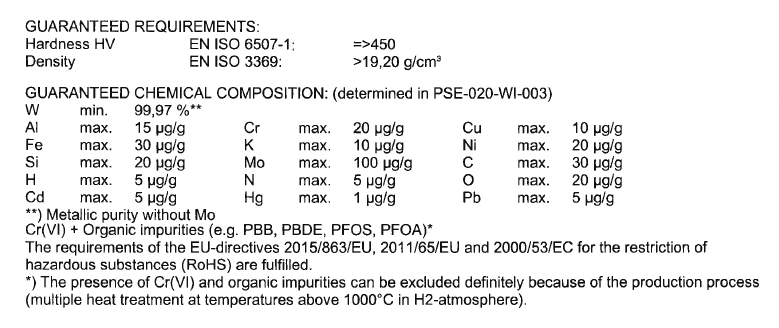 GUARANTEED REQUIREMENTS:
Hardness HV EN ISO 6507-1: =>450
Density EN ISO 3369: >19,20 g/cm³
GUARANTEED CHEMICAL COMPOSITION: (determined in PSE-020-WI-003)
W min. 99,97 %**
Al max. 15 µg/g Cr max. 20 µg/g Cu max. 10 µg/g
Fe max. 30 µg/g K max. 10 µg/g Ni max. 20 µg/g
Si max. 20 µg/g Mo max. 100 µg/g C max. 30 µg/g
H max. 5 µg/g N max. 5 µg/g O max. 20 µg/g
Cd max. 5 µg/g Hg max. 1 µg/g Pb max. 5 µg/g
**) Metallic purity without Mo
Cr(VI) + Organic impurities (e.g. PBB, PBDE, PFOS, PFOA)*
The requirements of the EU-directives 2015/863/EU, 2011/65/EU and 2000/53/EC for the restriction of
hazardous substances (RoHS) are fulfilled.
*) The presence of Cr(VI) and organic impurities can be excluded definitely because of the production process
(multiple heat treatment at temperatures above 1000°C in H2-atmosphere).